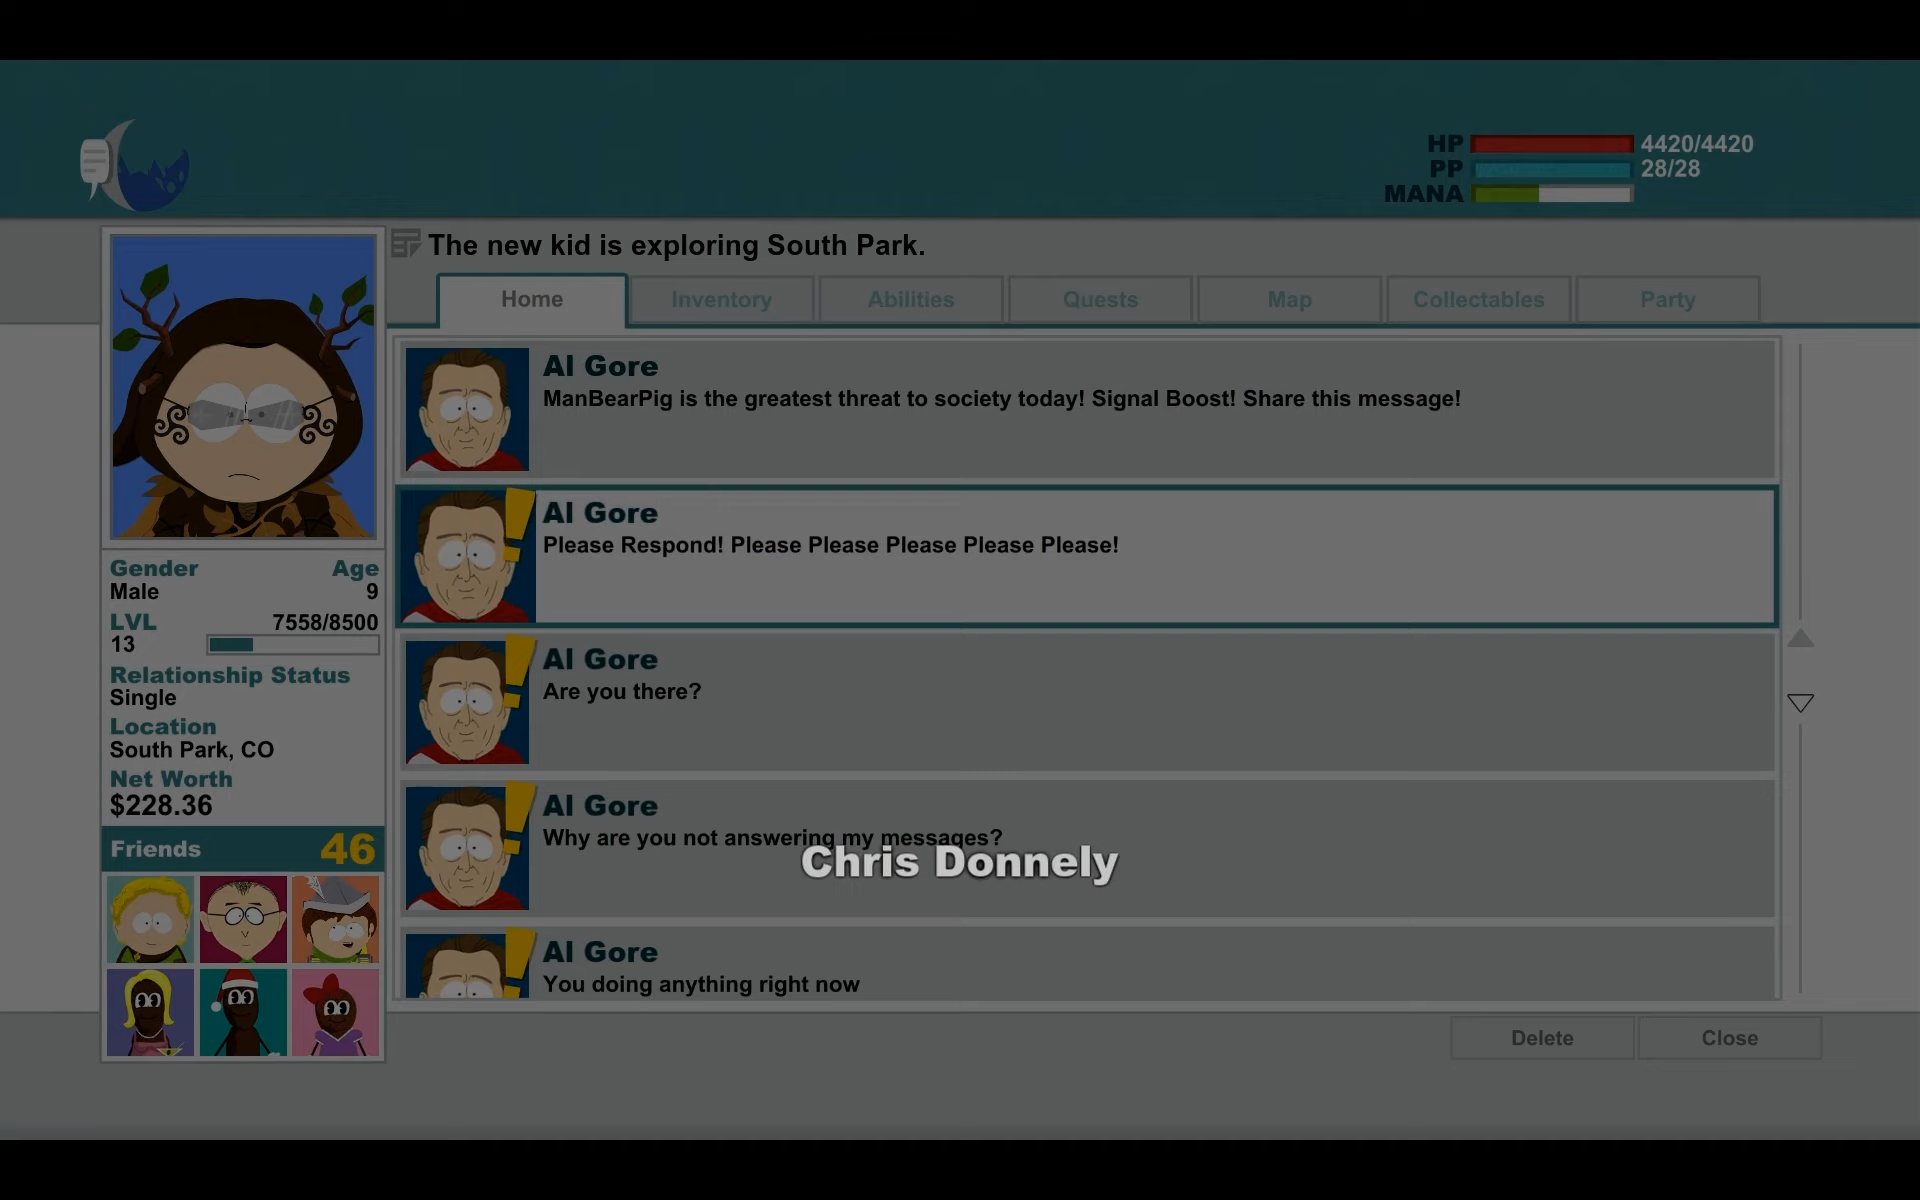 HP 4420/4420
PP 28/28
MANA
The new kid is exploring South Park.
Home Inventory Abilities Quests Map Collectables Party
Al Gore
ManBearPig is the greatest threat to society today! Signal Boost! Share this message!
Al Gore
Please Respond! Please Please Please Please Please!
Gender Age
Male 9
LVL 7558/8500
13
Al Gore
Are you there?
Relationship Status
Single
Location
South Park, CO
Net Worth
$228.36
Al Gore
Why are you not answering my messages?
Chris Donnely
Friends 46
Al Gore
You doing anything right now
Delete Close